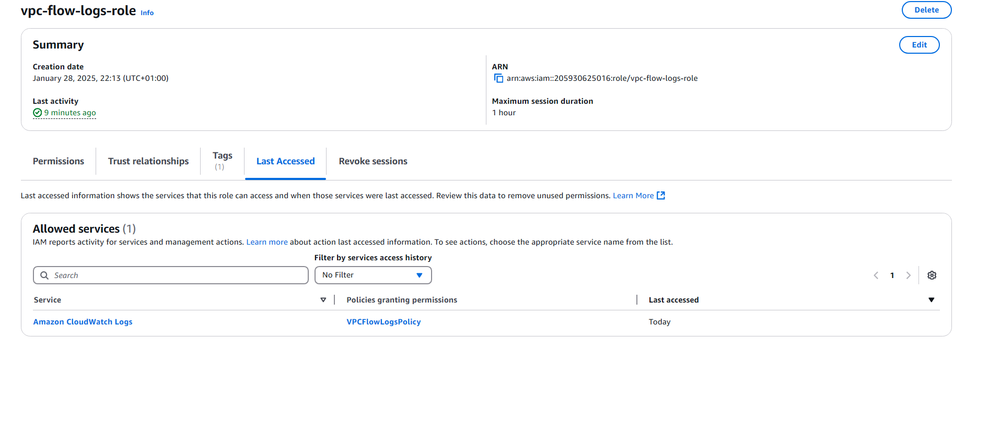 vpc-flow-logs-role Info
Delete
Summary
Edit
Creation date
January 28, 2025, 22:13 (UTC+01:00)
ARN
arn:aws:iam::205930625016:role/vpc-flow-logs-role
Last activity
9 minutes ago
Maximum session duration
1 hour
Permissions
Trust relationships
Tags
(1)
Last Accessed
Revoke sessions
Last accessed information shows the services that this role can access and when those services were last accessed. Review this data to remove unused permissions. Learn More
Allowed services (1)
IAM reports activity for services and management actions. Learn more about action last accessed information. To see actions, choose the appropriate service name from the list.
Filter by services access history
Search
No Filter
1
Service
Policies granting permissions
Last accessed
Amazon CloudWatch Logs
VPCFlowLogsPolicy
Today